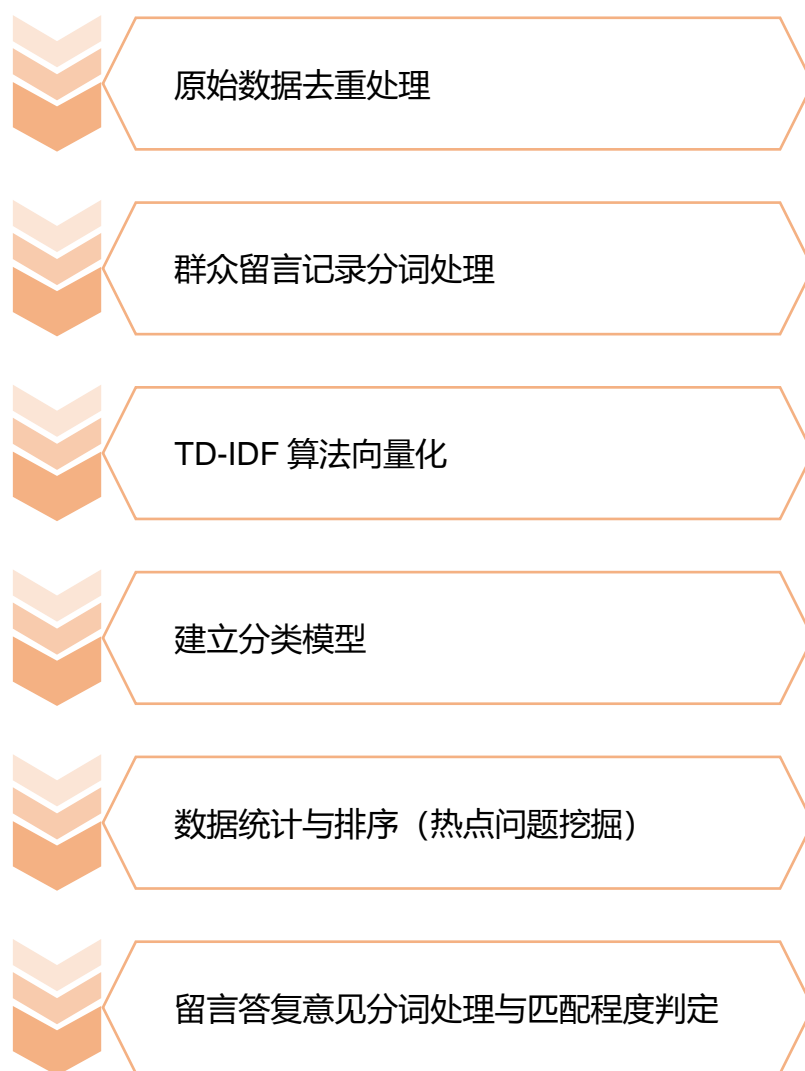 原始数据去重处理
群众留言记录分词处理
TD-IDF 算法向量化
建立分类模型
数据统计与排序（热点问题挖掘）
留言答复意见分词处理与匹配程度判定